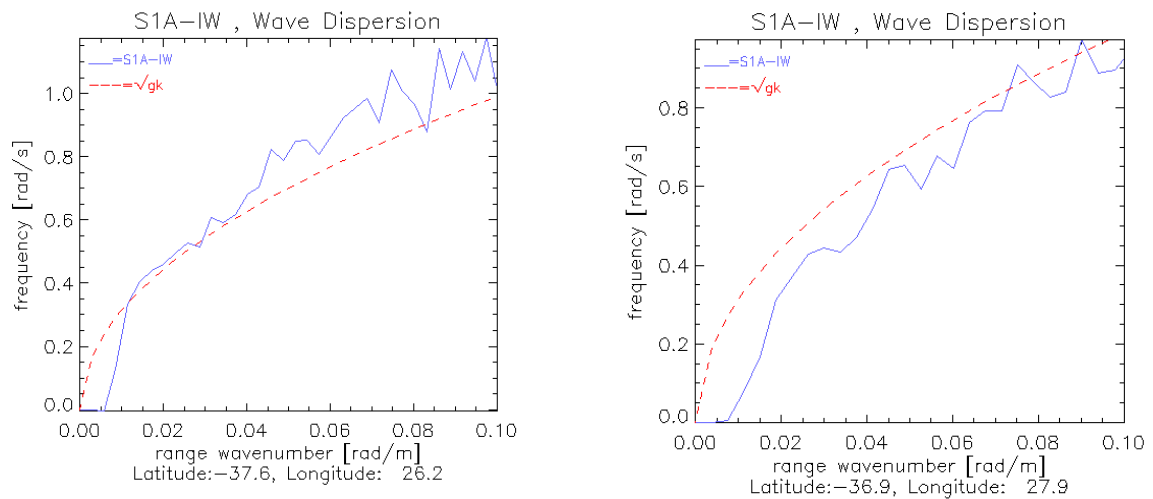 S1A-IW , Wave Dispersion
=S1A-IW
=√gk
1.0
0.8
0.6
0.4
0.2
0.0
frequency [rad/s]
0.00 0.02 0.04 0.06 0.08 0.10
range wavenumber [rad/m]
Latitude:-37.6, Longitude: 26.2
S1A-IW , Wave Dispersion
=S1A-IW
=√gk
0.8
0.6
0.4
0.2
0.0
frequency [rad/s]
0.00 0.02 0.04 0.06 0.08 0.10
range wavenumber [rad/m]
Latitude:-36.9, Longitude: 27.9